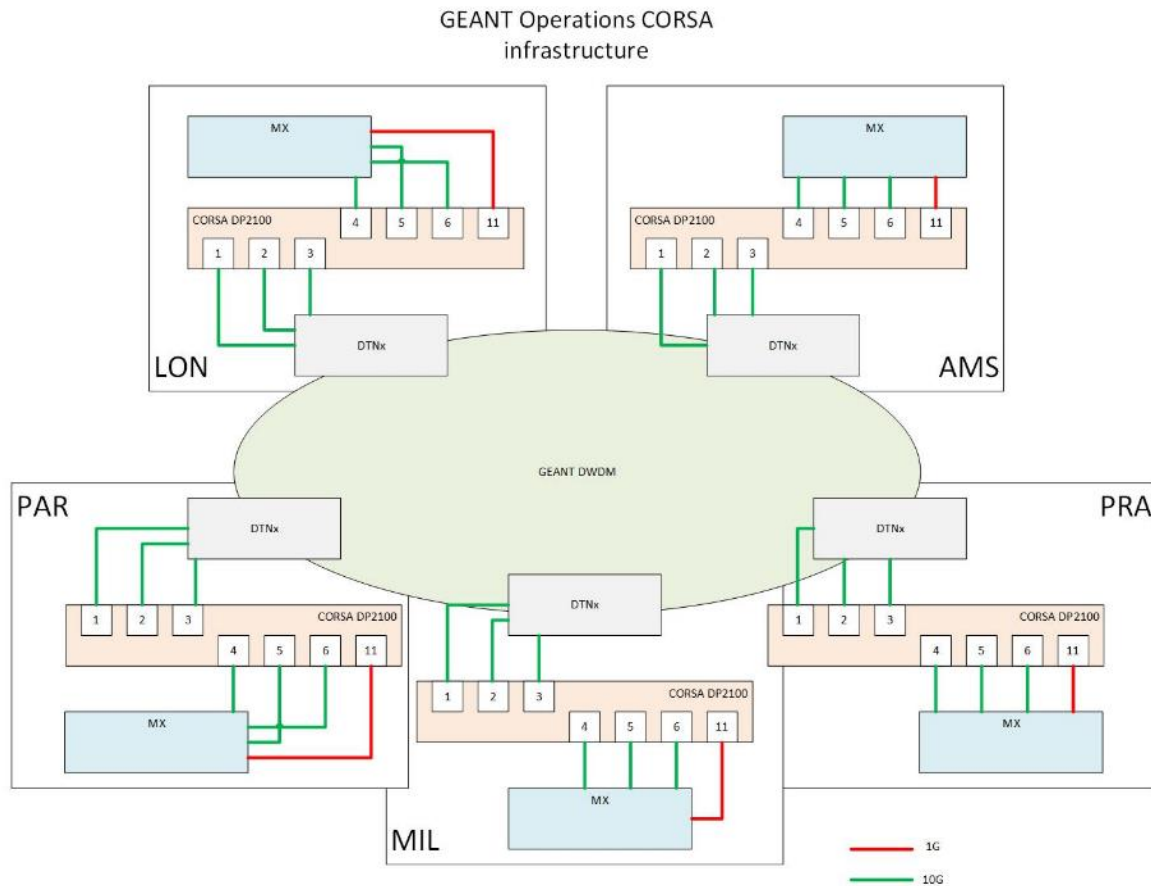 GEANT Operations CORSA
infrastructure
MX
CORSA DP2100
4
5
6
11
1
2
3
DTNx
LON
MX
CORSA DP2100
4
5
6
11
1
2
3
DTNx
AMS
GEANT DWDM
PAR
DTNx
1
2
3
CORSA DP2100
4
5
6
11
MX
DTNx
1
2
3
CORSA DP2100
4
5
6
11
MX
MIL
PRA
DTNx
1
2
3
CORSA DP2100
4
5
6
11
MX
1G
10G